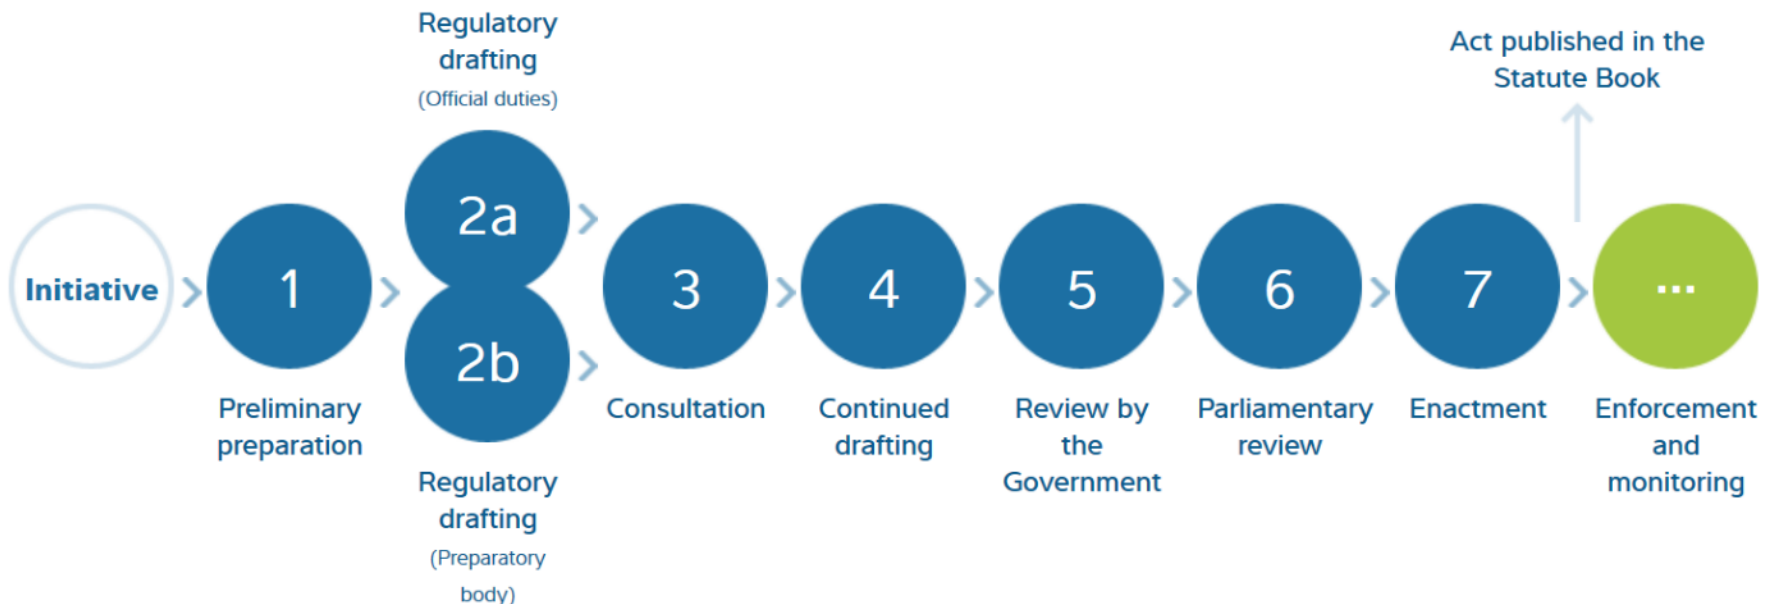 Initiative
1
Preliminary
preparation
Regulatory
drafting
(Official duties)
2a
2b
Regulatory
drafting
(Preparatory
body)
3
Consultation
4
Continued
drafting
5
Review by
the
Government
6
Parliamentary
review
7
Enactment
Act published in the
Statute Book
...
Enforcement
and
monitoring